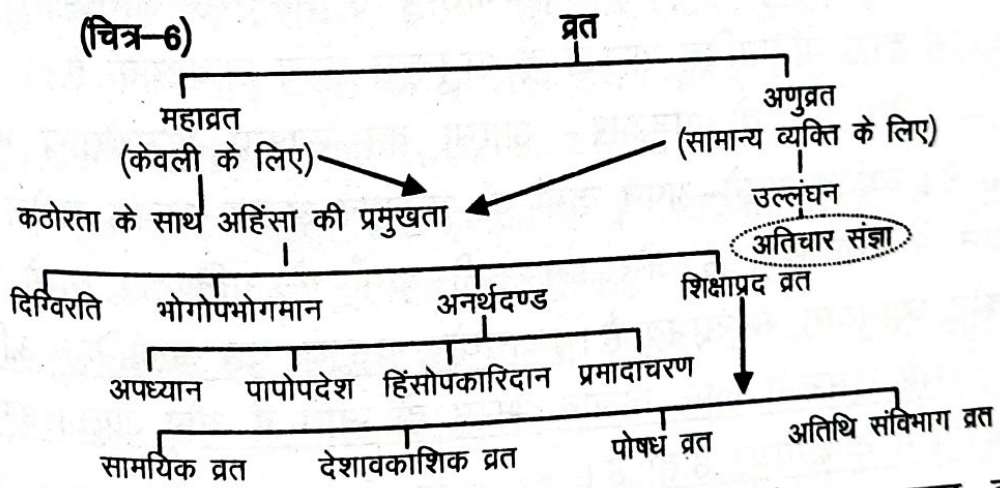 (चित्र–6)
व्रत
महाव्रत
(केवली के लिए)
अणुव्रत
(सामान्य व्यक्ति के लिए)
उल्लंघन
अतिचार संज्ञा
कठोरता के साथ अहिंसा की प्रमुखता
दिग्विरति भोगोपभोगमान अनर्थदण्ड शिक्षाप्रद व्रत
अपध्यान पापोपदेश हिंसोपकारिदान प्रमादाचरण
सामयिक व्रत देशावकाशिक व्रत पोषध व्रत अतिथि संविभाग व्रत